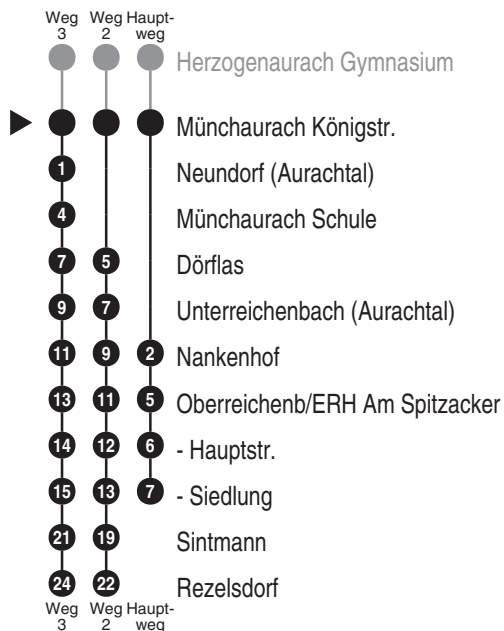 Weg Weg Haupt-
3 2 weg
Herzogenaurach Gymnasium
Münchaurach Königstr.
1 Neundorf (Aurachtal)
4 Münchaurach Schule
7 5 Dörflas
9 7 Unterreichenbach (Aurachtal)
11 9 2 Nankenhof
13 11 5 Oberreichenb/ERH Am Spitzacker
14 12 6 - Hauptstr.
15 13 7 - Siedlung
21 19 Sintmann
24 22 Rezelsdorf
Weg Weg Haupt-
3 2 weg